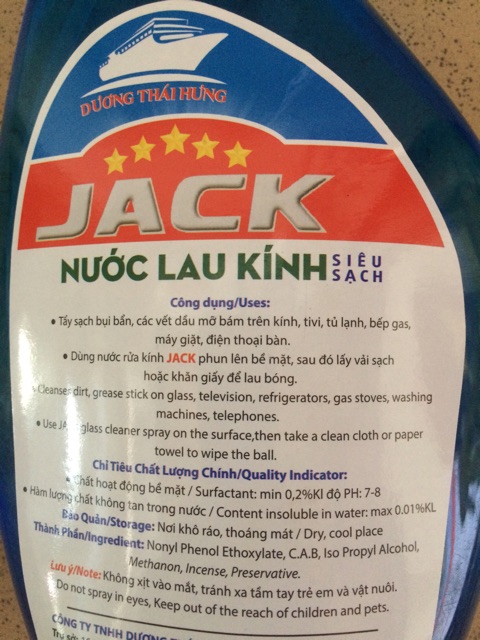 DƯƠNG THÁI HƯNG
JACK
NƯỚC LAU KÍNH SIÊU SẠCH
Công dụng/Uses:
• Tẩy sạch bụi bẩn, các vết dầu mỡ bám trên kính, tivi, tủ lạnh, bếp gas,
máy giặt, điện thoại bàn.
• Dùng nước rửa kính JACK phun lên bề mặt, sau đó lấy vải sạch
hoặc khăn giấy để lau bóng.
Cleanses dirt, grease stick on glass, television, refrigerators, gas stoves, washing
machines, telephones.
• Use JACK glass cleaner spray on the surface,then take a clean cloth or paper
towel to wipe the ball.
Chỉ Tiêu Chất Lượng Chính/Quality Indicator:
• Chất hoạt động bề mặt / Surfactant: min 0,2%Kl độ PH: 7-8
• Hàm lượng chất không tan trong nước / Content insoluble in water: max 0.01%KL
Bảo Quản/Storage: Nơi khô ráo, thoáng mát / Dry, cool place
Thành Phần/Ingredient: Nonyl Phenol Ethoxylate, C.A.B, Iso Propyl Alcohol,
Methanon, Incense, Preservative.
Lưu ý/Note: Không xịt vào mắt, tránh xa tầm tay trẻ em và vật nuôi.
Do not spray in eyes, Keep out of the reach of children and pets.
CÔNG TY TNHH DƯƠNG